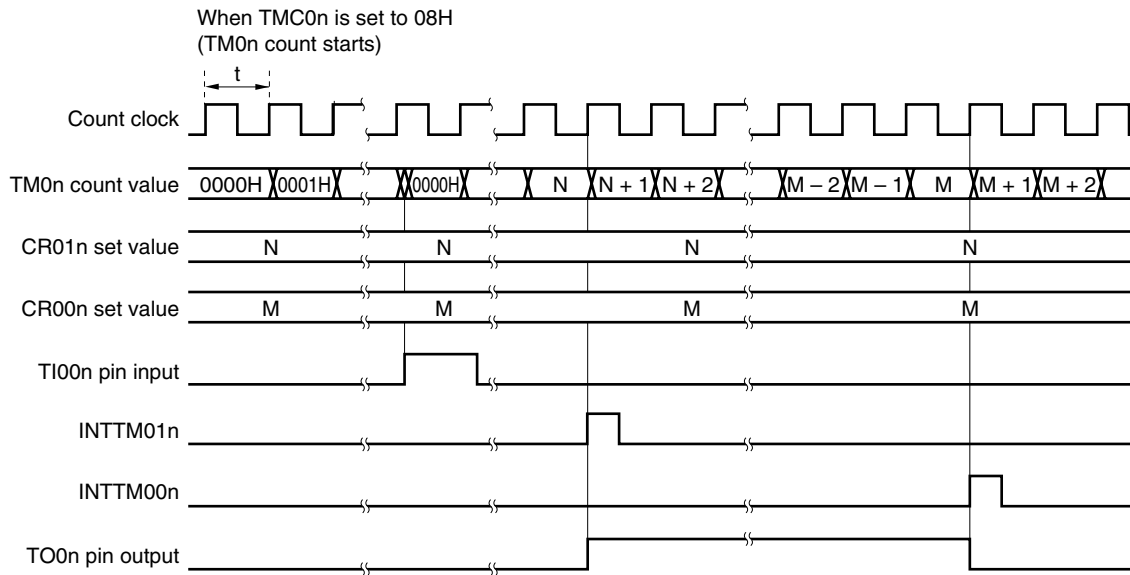 When TMC0n is set to 08H
(TM0n count starts)
t
Count clock
TM0n count value 0000H 0001H 0000H N N + 1 N + 2 M – 2 M – 1 M M + 1 M + 2
CR01n set value N N N N
CR00n set value M M M M
TI00n pin input
INTTM01n
INTTM00n
TO0n pin output